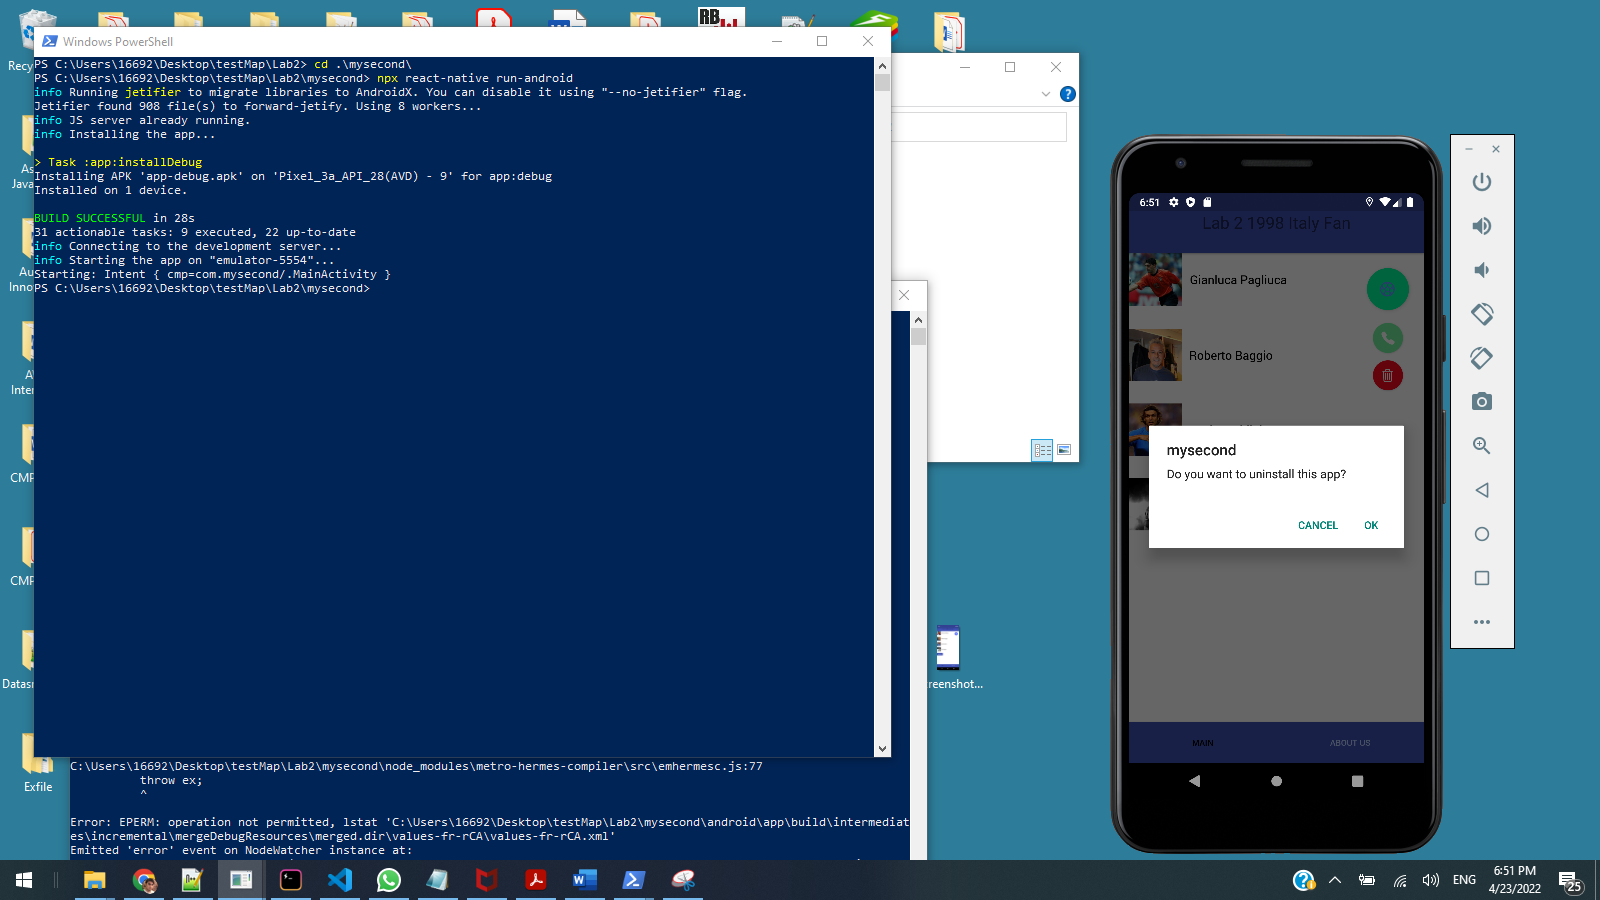 Windows PowerShell
PS C:\Users\16692\Desktop\testMap\Lab2> cd .\mysecond\
PS C:\Users\16692\Desktop\testMap\Lab2\mysecond> npx react-native run-android
info Running jetifier to migrate libraries to AndroidX. You can disable it using "--no-jetifier" flag.
Jetifier found 908 file(s) to forward-jetify. Using 8 workers...
info JS server already running.
info Installing the app...
> Task :app:installDebug
Installing APK 'app-debug.apk' on 'Pixel_3a_API_28(AVD) - 9' for app:debug
Installed on 1 device.
BUILD SUCCESSFUL in 28s
31 actionable tasks: 9 executed, 22 up-to-date
info Connecting to the development server...
info Starting the app on "emulator-5554"...
Starting: Intent { cmp=com.mysecond/.MainActivity }
PS C:\Users\16692\Desktop\testMap\Lab2\mysecond>
C:\Users\16692\Desktop\testMap\Lab2\mysecond\node_modules\metro-hermes-compiler\src\emhermesc.js:77
throw ex;
^
Error: EPERM: operation not permitted, lstat 'C:\Users\16692\Desktop\testMap\Lab2\mysecond\android\app\build\intermediat
es\incremental\mergeDebugResources\merged.dir\values-fr-rCA\values-fr-rCA.xml'
Emitted 'error' event on NodeWatcher instance at:
Recy
As
Java
Au
Inno
A
Inter
CMP
CMP
Datas
Exfile
RB
reenshot...
6:51
Lab 2 1998 Italy Fan
Gianluca Pagliuca
Roberto Baggio
mysecond
Do you want to uninstall this app?
CANCEL OK
MAIN ABOUT US
ENG
6:51 PM
4/23/2022
25